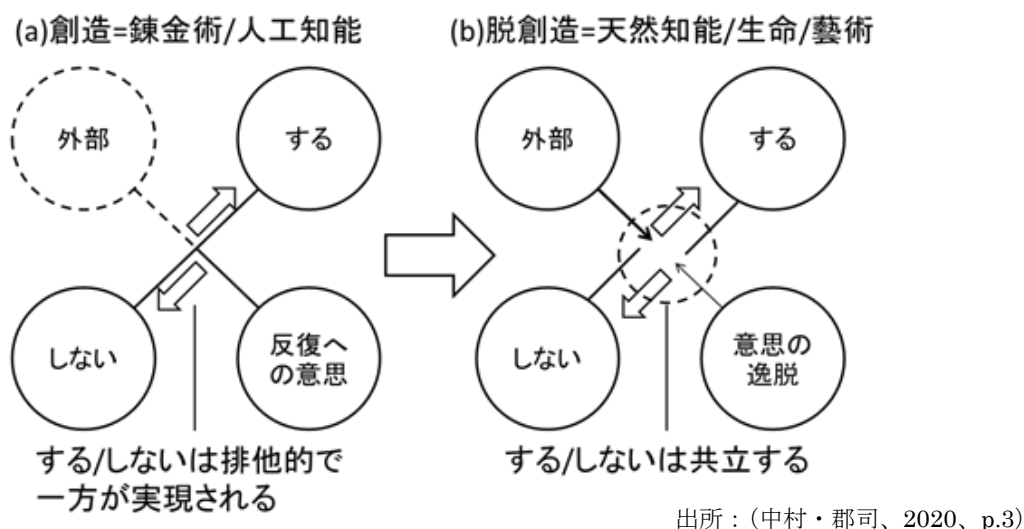 (a)創造=錬金術/人工知能
外部
する
しない
反復へ
の意思
する/しないは排他的で
一方が実現される
(b)脱創造=天然知能/生命/藝術
外部
する
しない
意思の
逸脱
する/しないは共立する
出所：（中村・郡司、2020、p.3）